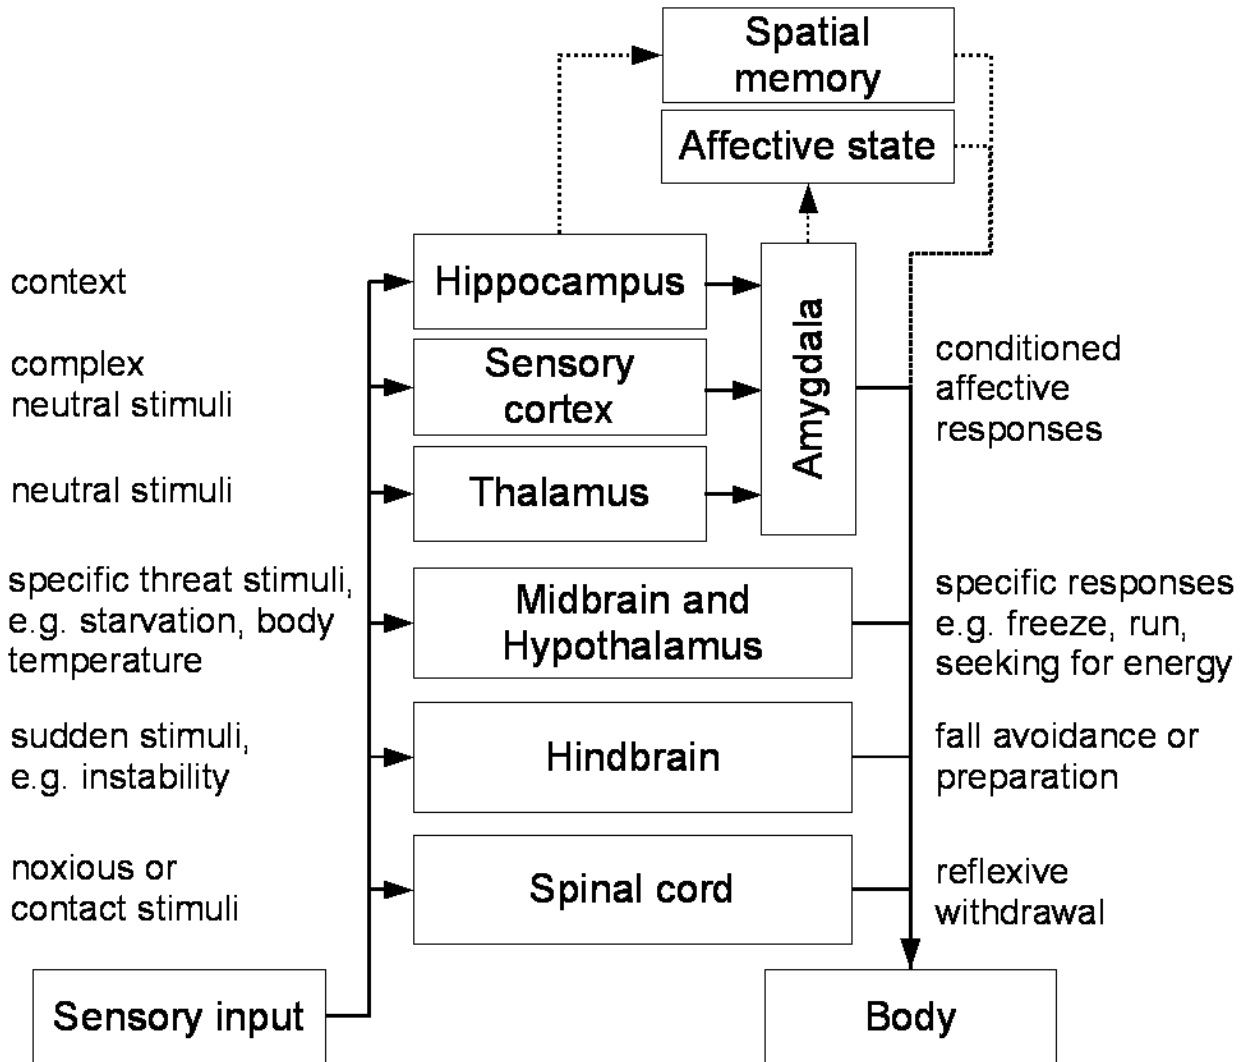 Spatial
memory
Affective state
context
Hippocampus
Amygdala
complex
neutral stimuli
Sensory
cortex
conditioned
affective
responses
neutral stimuli
Thalamus
specific threat stimuli,
e.g. starvation, body
temperature
Midbrain and
Hypothalamus
specific responses
e.g. freeze, run,
seeking for energy
sudden stimuli,
e.g. instability
Hindbrain
fall avoidance or
preparation
noxious or
contact stimuli
Spinal cord
reflexive
withdrawal
Sensory input
Body